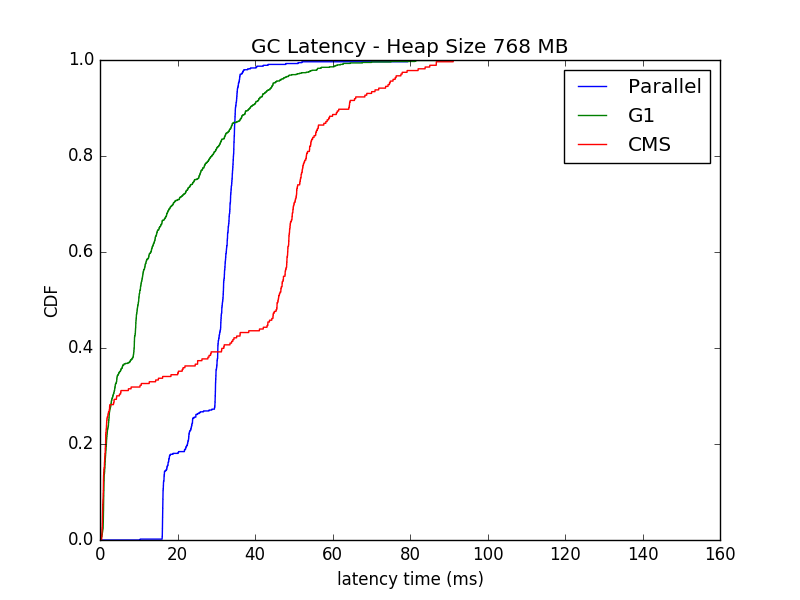 GC Latency - Heap Size 768 MB
1.0
0.8
0.6
0.4
0.2
0.0
CDF
Parallel
G1
CMS
0 20 40 60 80 100 120 140 160
latency time (ms)